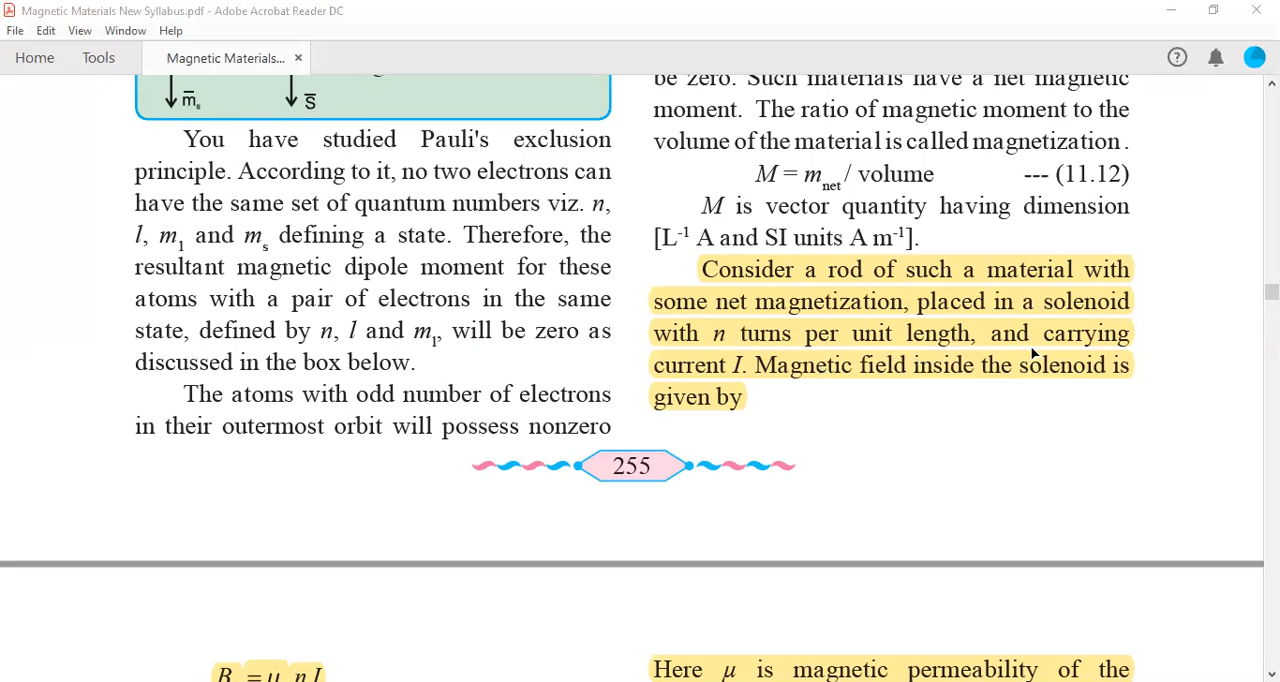 Magnetic Materials New Syllabus.pdf - Adobe Acrobat Reader DC
File Edit View Window Help
Home Tools Magnetic Materials... ×
m̄s S̄
You have studied Pauli's exclusion
principle. According to it, no two electrons can
have the same set of quantum numbers viz. n,
l, m1 and ms defining a state. Therefore, the
resultant magnetic dipole moment for these
atoms with a pair of electrons in the same
state, defined by n, l and ml, will be zero as
discussed in the box below.
The atoms with odd number of electrons
in their outermost orbit will possess nonzero
be zero. Such materials have a net magnetic
moment. The ratio of magnetic moment to the
volume of the material is called magnetization .
M = mnet / volume --- (11.12)
M is vector quantity having dimension
[L-1 A and SI units A m-1].
Consider a rod of such a material with
some net magnetization, placed in a solenoid
with n turns per unit length, and carrying
current I. Magnetic field inside the solenoid is
given by
255
Here μ is magnetic permeability of the